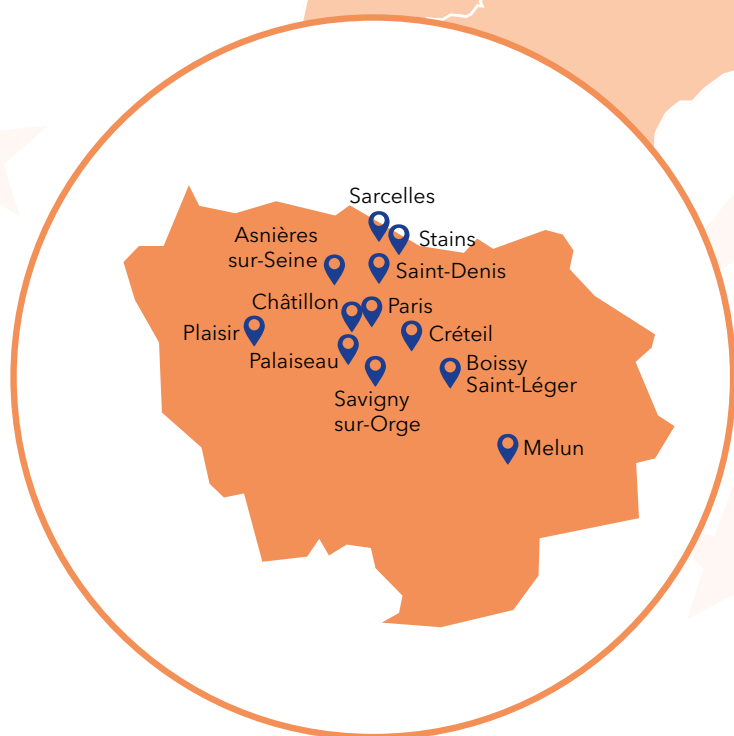 Sarcelles
Stains
Asnières
sur-Seine
Saint-Denis
Châtillon
Paris
Plaisir
Créteil
Palaiseau
Boissy
Saint-Léger
Savigny
sur-Orge
Melun